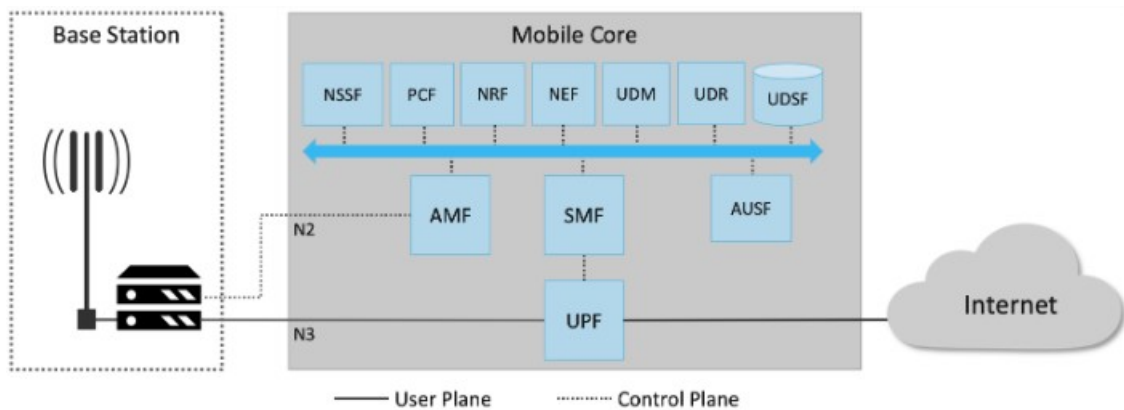 Base Station
Mobile Core
NSSF PCF NRF NEF UDM UDR UDSF
AMF SMF AUSF
N2
UPF
N3
Internet
User Plane Control Plane